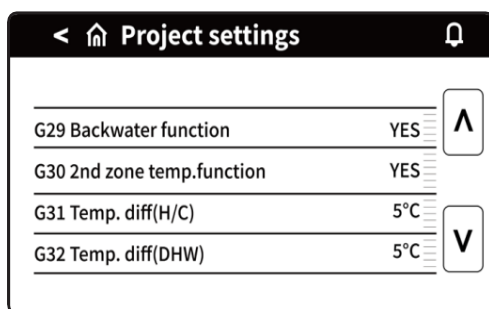 < Project settings
G29 Backwater function YES
G30 2nd zone temp.function YES
G31 Temp. diff(H/C) 5°C
G32 Temp. diff(DHW) 5°C